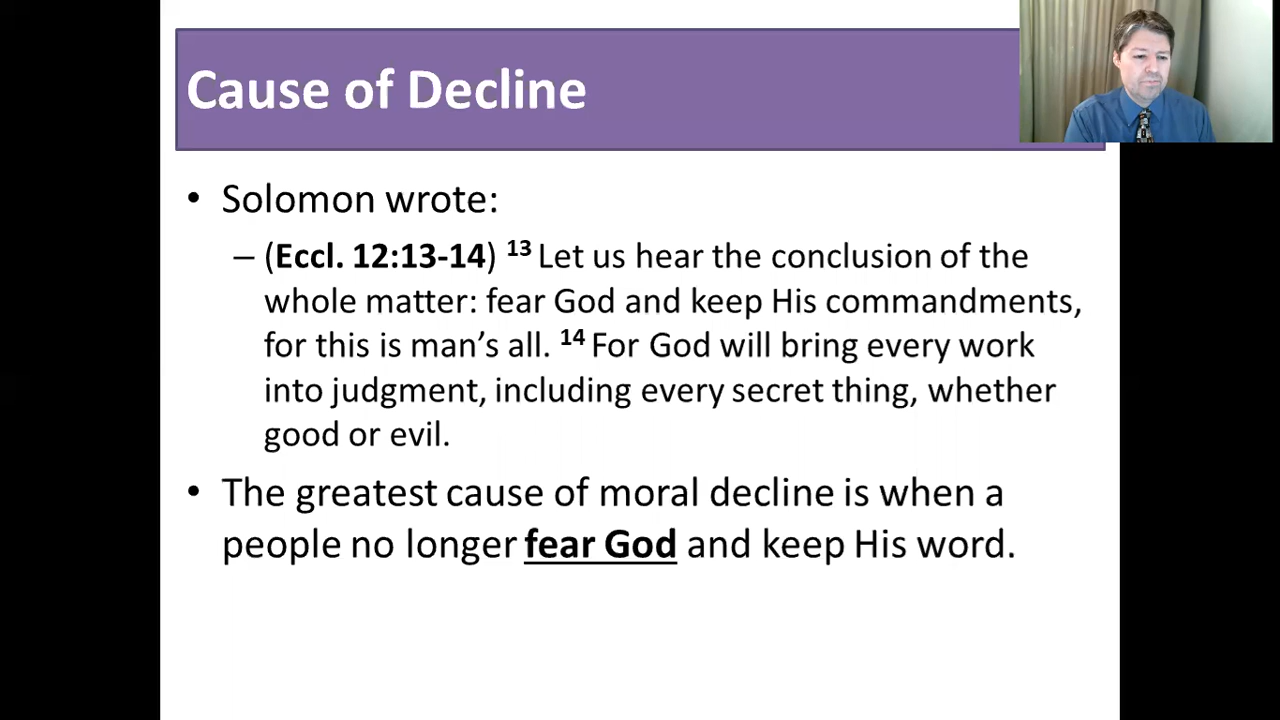 Cause of Decline
• Solomon wrote:
– (Eccl. 12:13-14) 13 Let us hear the conclusion of the
whole matter: fear God and keep His commandments,
for this is man’s all. 14 For God will bring every work
into judgment, including every secret thing, whether
good or evil.
• The greatest cause of moral decline is when a
people no longer fear God and keep His word.